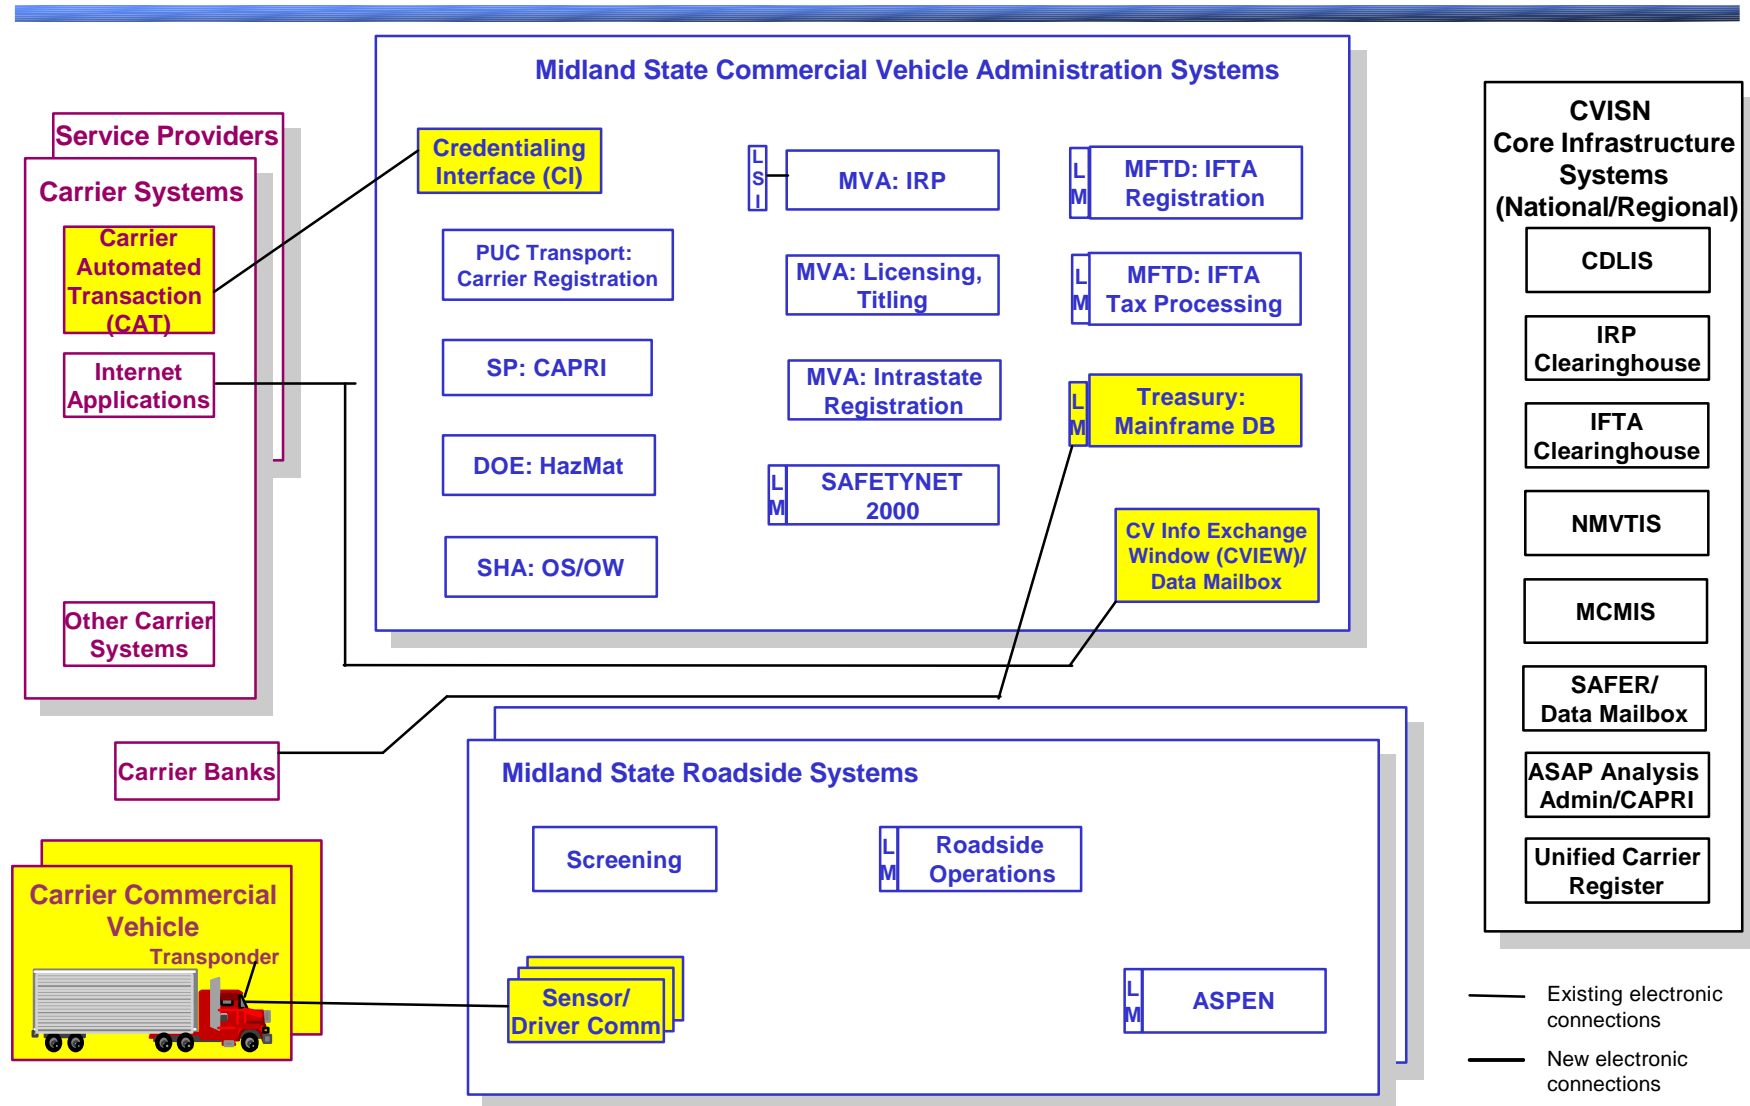 Midland State Commercial Vehicle Administration Systems
Service Providers
Carrier Systems
Carrier
Automated
Transaction
(CAT)
Internet
Applications
Other Carrier
Systems
Carrier Banks
Credentialing
Interface (CI)
PUC Transport:
Carrier Registration
SP: CAPRI
DOE: HazMat
SHA: OS/OW
L
S
I
MVA: IRP
MVA: Licensing,
Titling
MVA: Intrastate
Registration
L
M
SAFETYNET
2000
L
M
MFTD: IFTA
Registration
L
M
MFTD: IFTA
Tax Processing
L
M
Treasury:
Mainframe DB
CV Info Exchange
Window (CVIEW)/
Data Mailbox
CVISN
Core Infrastructure
Systems
(National/Regional)
CDLIS
IRP
Clearinghouse
IFTA
Clearinghouse
NMVTIS
MCMIS
SAFER/
Data Mailbox
ASAP Analysis
Admin/CAPRI
Unified Carrier
Register
Midland State Roadside Systems
Screening
L
M
Roadside
Operations
Sensor/
Driver Comm
L
M
ASPEN
Carrier Commercial
Vehicle
Transponder
Existing electronic
connections
New electronic
connections